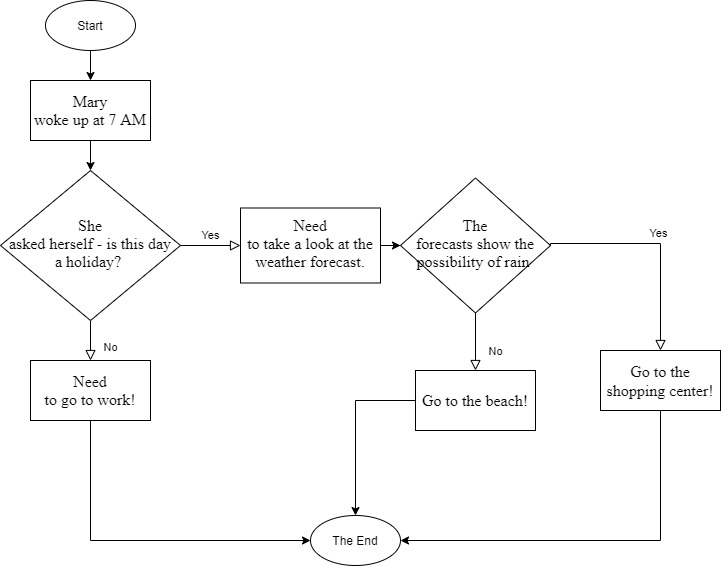 Start
Mary
woke up at 7 AM
She
asked herself - is this day
a holiday?
Yes
Need
to take a look at the
weather forecast.
The
forecasts show the
possibility of rain
Yes
No
Need
to go to work!
No
Go to the beach!
Go to the
shopping center!
The End